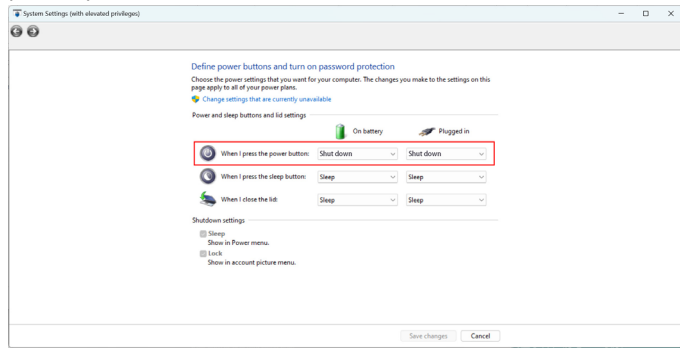 System Settings (with elevated privileges)
Define power buttons and turn on password protection
Choose the power settings that you want for your computer. The changes you make to the settings on this
page apply to all of your power plans.
Change settings that are currently unavailable
Power and sleep buttons and lid settings
On battery Plugged in
When I press the power button: Shut down Shut down
When I press the sleep button: Sleep Sleep
When I close the lid: Sleep Sleep
Shutdown settings
Sleep
Show in Power menu.
Lock
Show in account picture menu.
Save changes Cancel